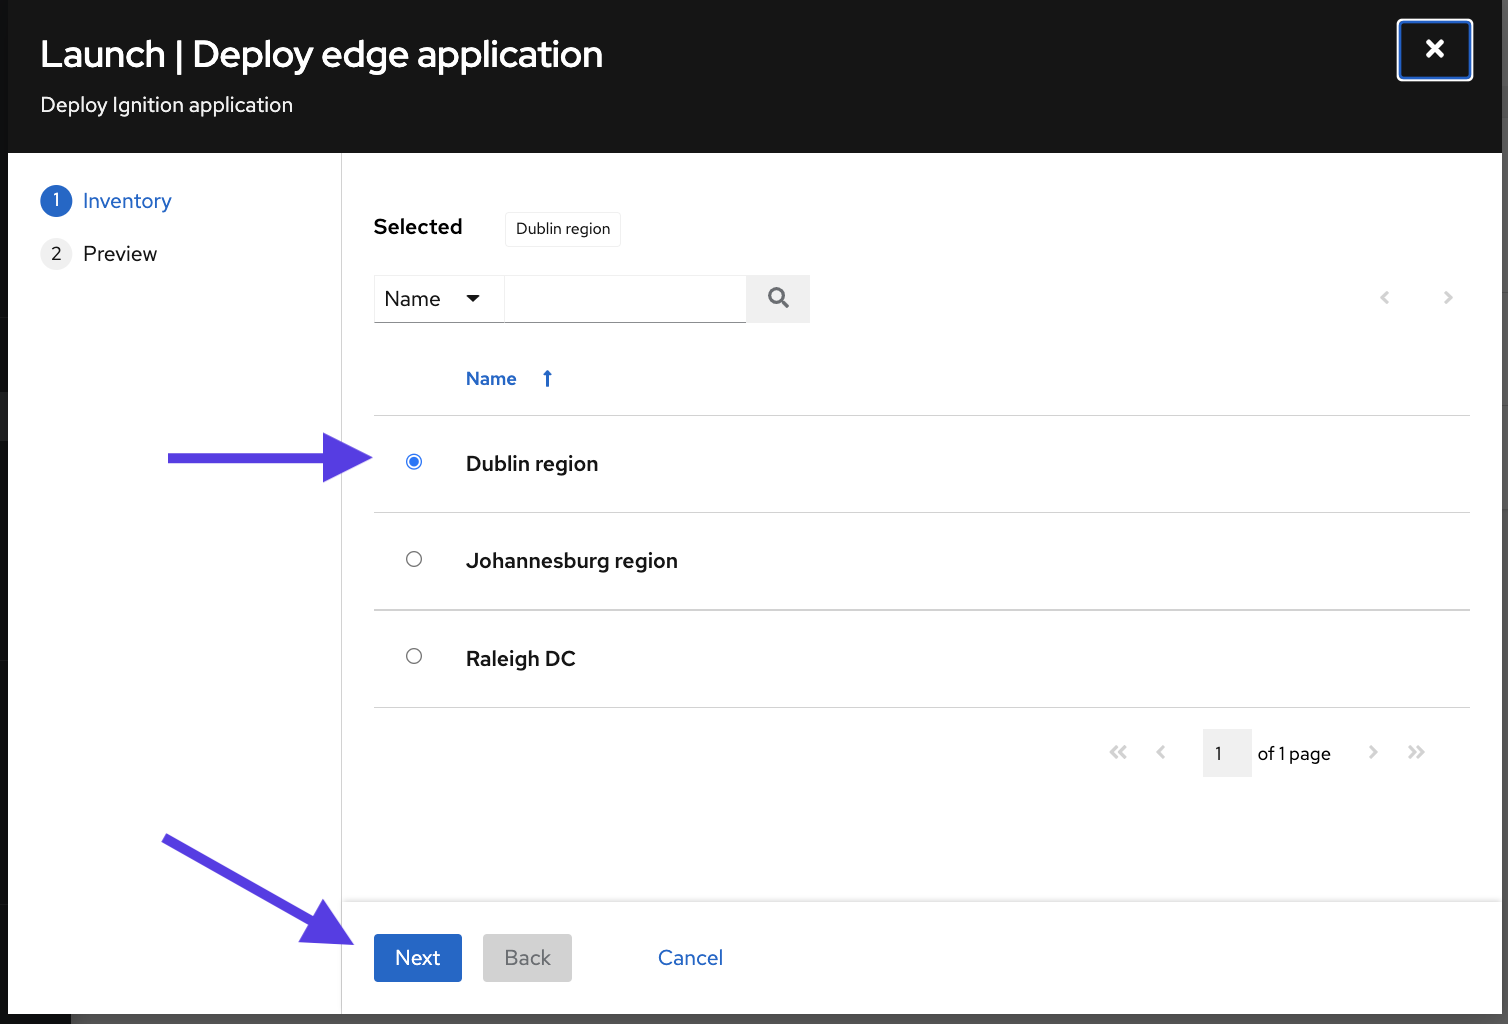 Launch | Deploy edge application
Deploy Ignition application
1 Inventory
2 Preview
Selected Dublin region
Name
Name
Dublin region
Johannesburg region
Raleigh DC
1 of 1 page
Next Back Cancel